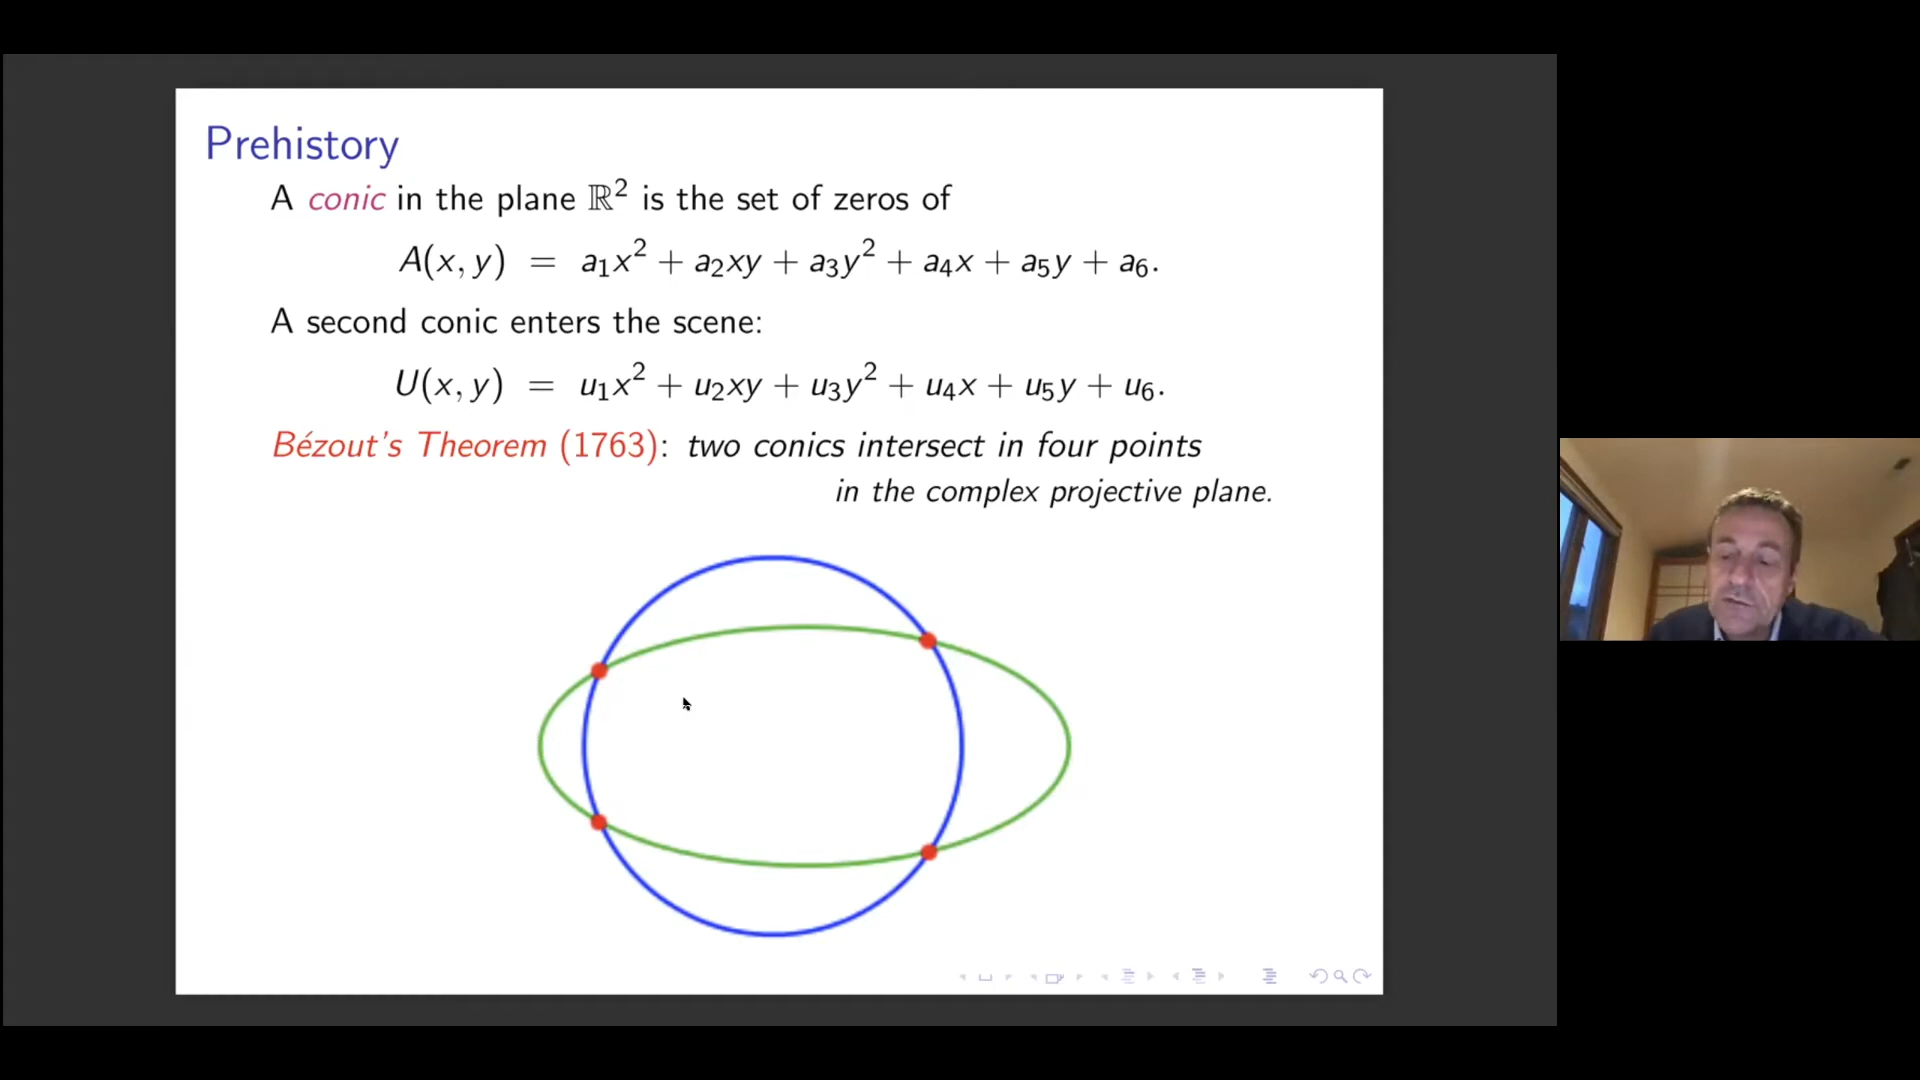 Prehistory
A conic in the plane ℝ² is the set of zeros of
A(x, y) = a₁x² + a₂xy + a₃y² + a₄x + a₅y + a₆.
A second conic enters the scene:
U(x, y) = u₁x² + u₂xy + u₃y² + u₄x + u₅y + u₆.
Bézout's Theorem (1763): two conics intersect in four points
in the complex projective plane.